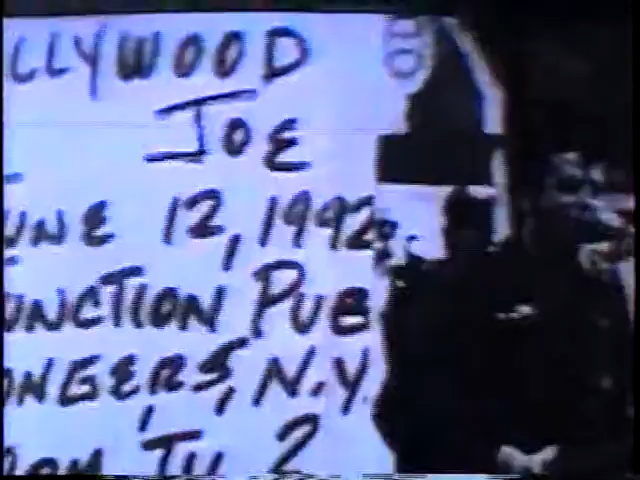 LLYWOOD
JOE
UNE 12, 1992
UNCTION PUB
ONGERS, N.Y.